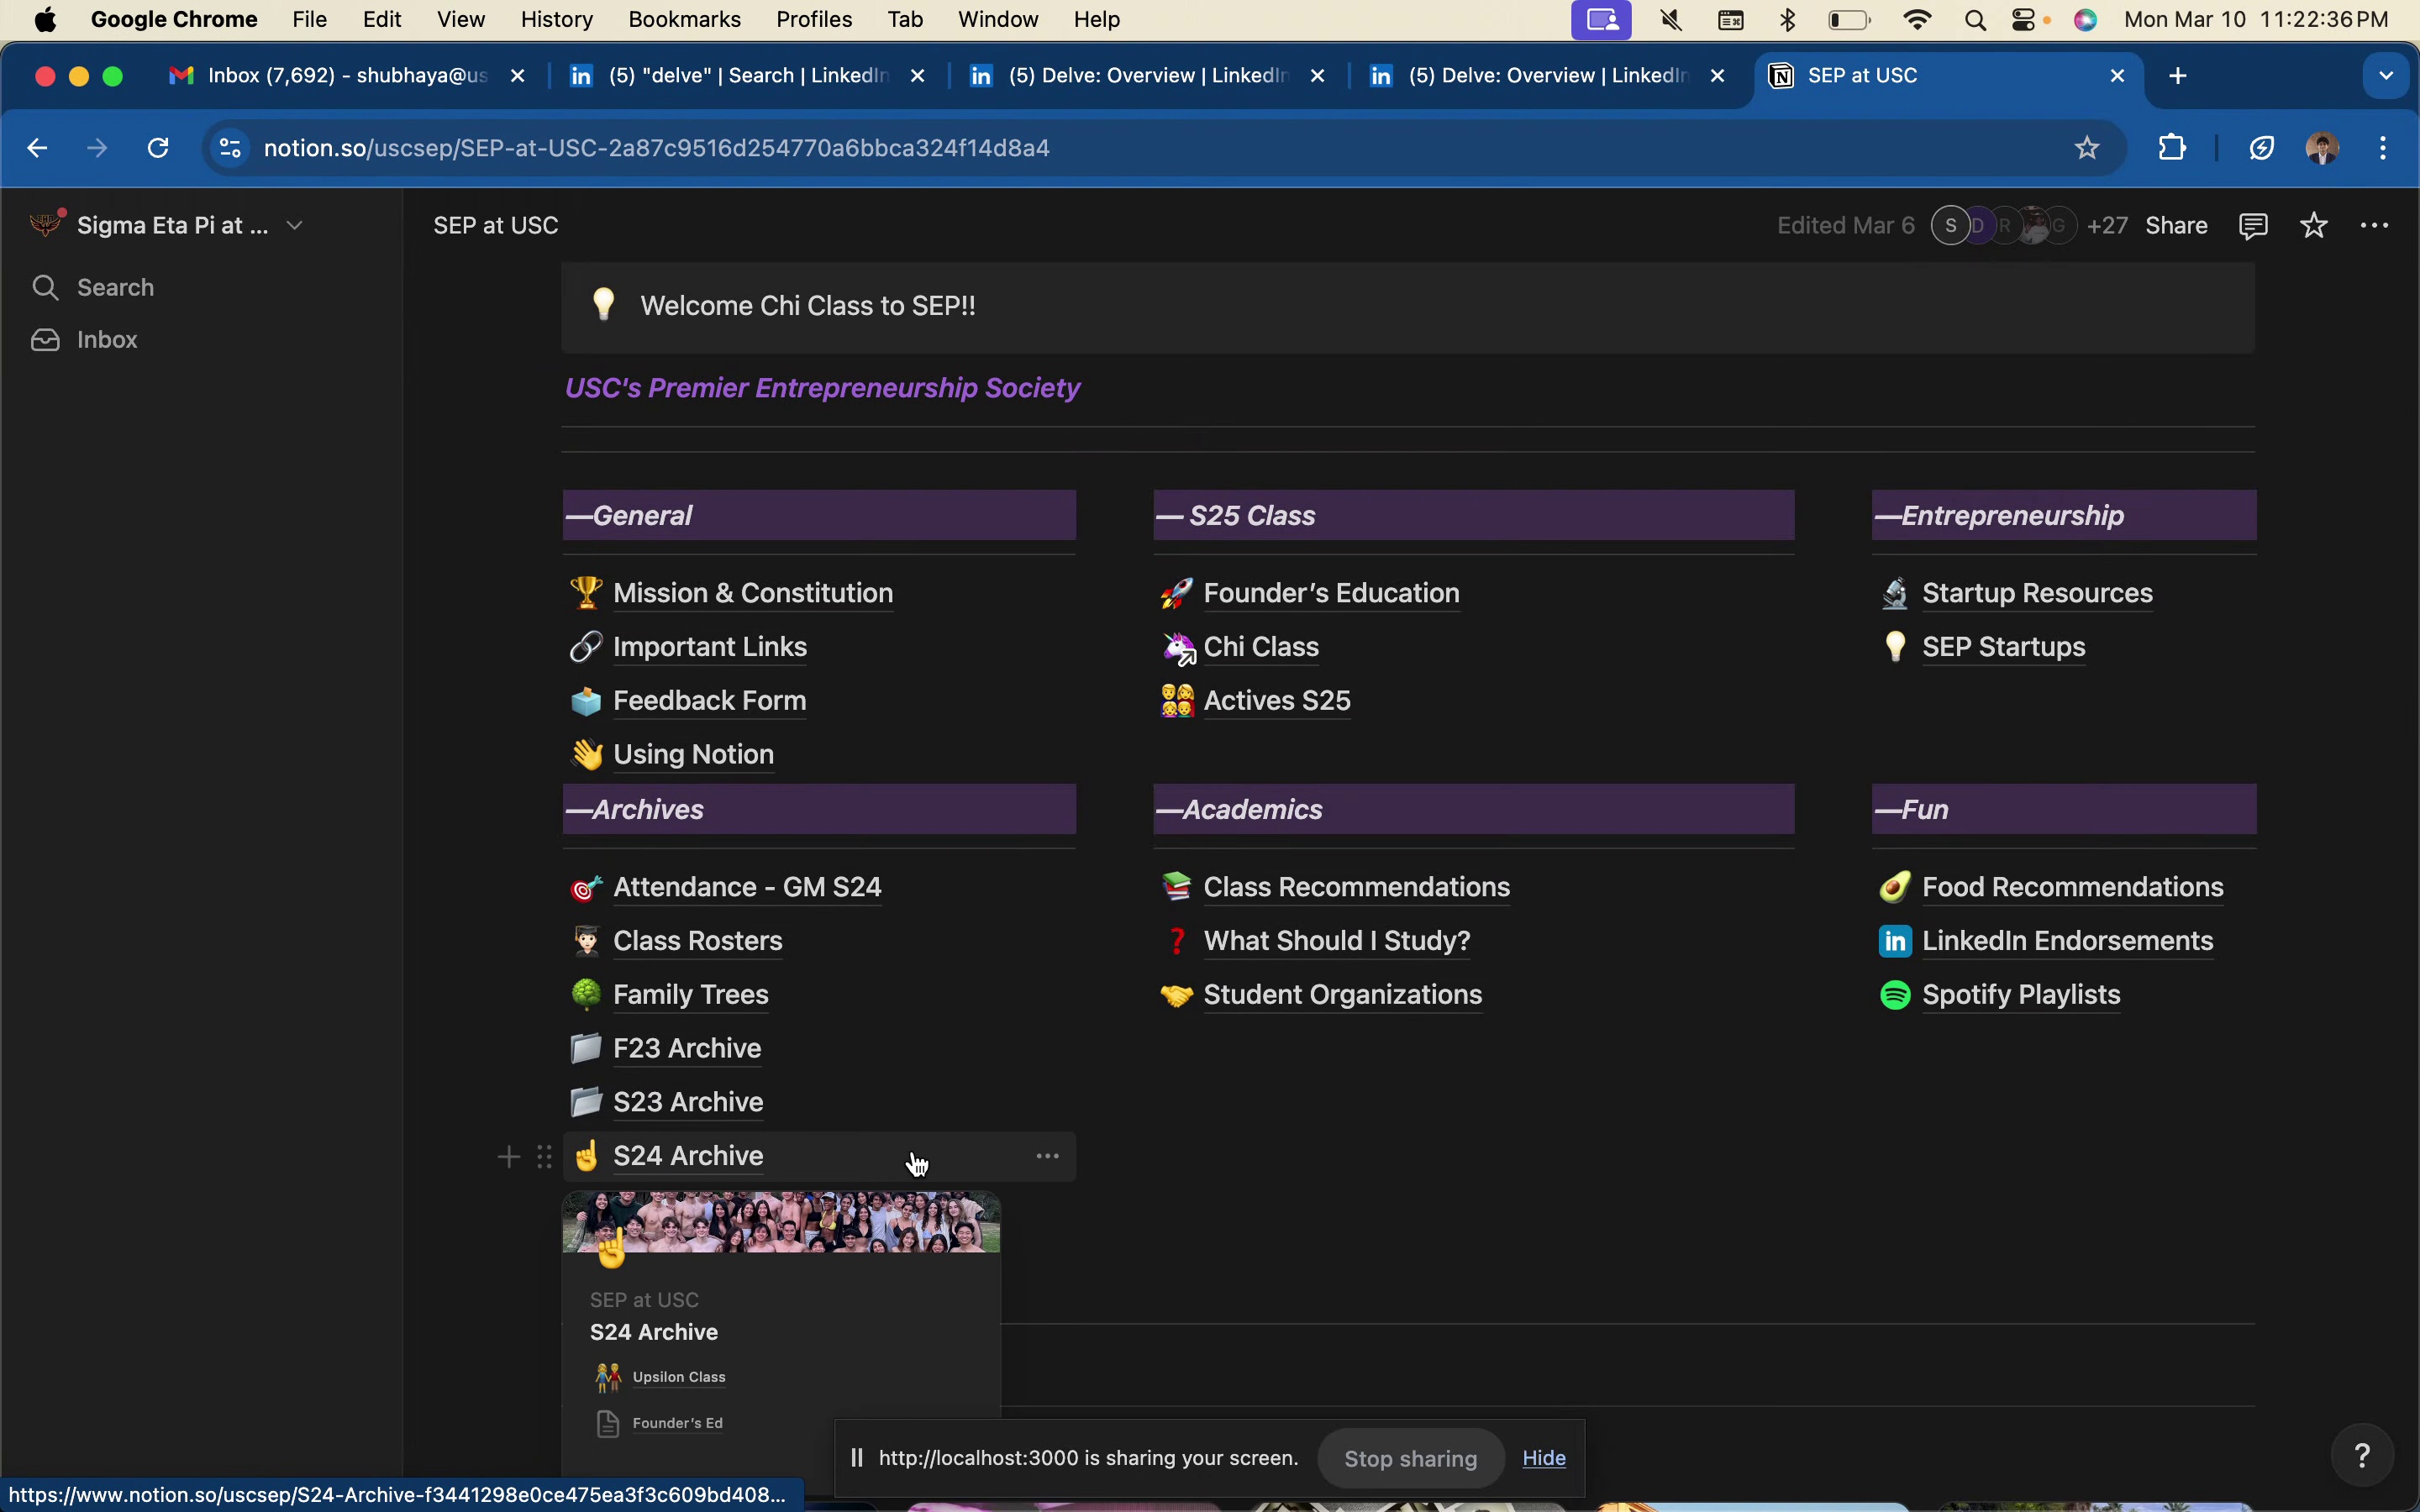 Google Chrome File Edit View History Bookmarks Profiles Tab Window Help Mon Mar 10 11:22:36 PM
Inbox (7,692) - shubhaya@us
(5) "delve" | Search | LinkedIn
(5) Delve: Overview | LinkedIn
(5) Delve: Overview | LinkedIn
SEP at USC
notion.so/uscsep/SEP-at-USC-2a87c9516d254770a6bbca324f14d8a4
Sigma Eta Pi at ...
Search
Inbox
SEP at USC
Edited Mar 6 S D R G +27 Share
Welcome Chi Class to SEP!!
USC's Premier Entrepreneurship Society
—General
Mission & Constitution
Important Links
Feedback Form
Using Notion
— S25 Class
Founder's Education
Chi Class
Actives S25
—Entrepreneurship
Startup Resources
SEP Startups
—Archives
Attendance - GM S24
Class Rosters
Family Trees
F23 Archive
S23 Archive
S24 Archive
—Academics
Class Recommendations
What Should I Study?
Student Organizations
—Fun
Food Recommendations
LinkedIn Endorsements
Spotify Playlists
SEP at USC
S24 Archive
Upsilon Class
Founder's Ed
http://localhost:3000 is sharing your screen. Stop sharing Hide
https://www.notion.so/uscsep/S24-Archive-f3441298e0ce475ea3f3c609bd408...
?